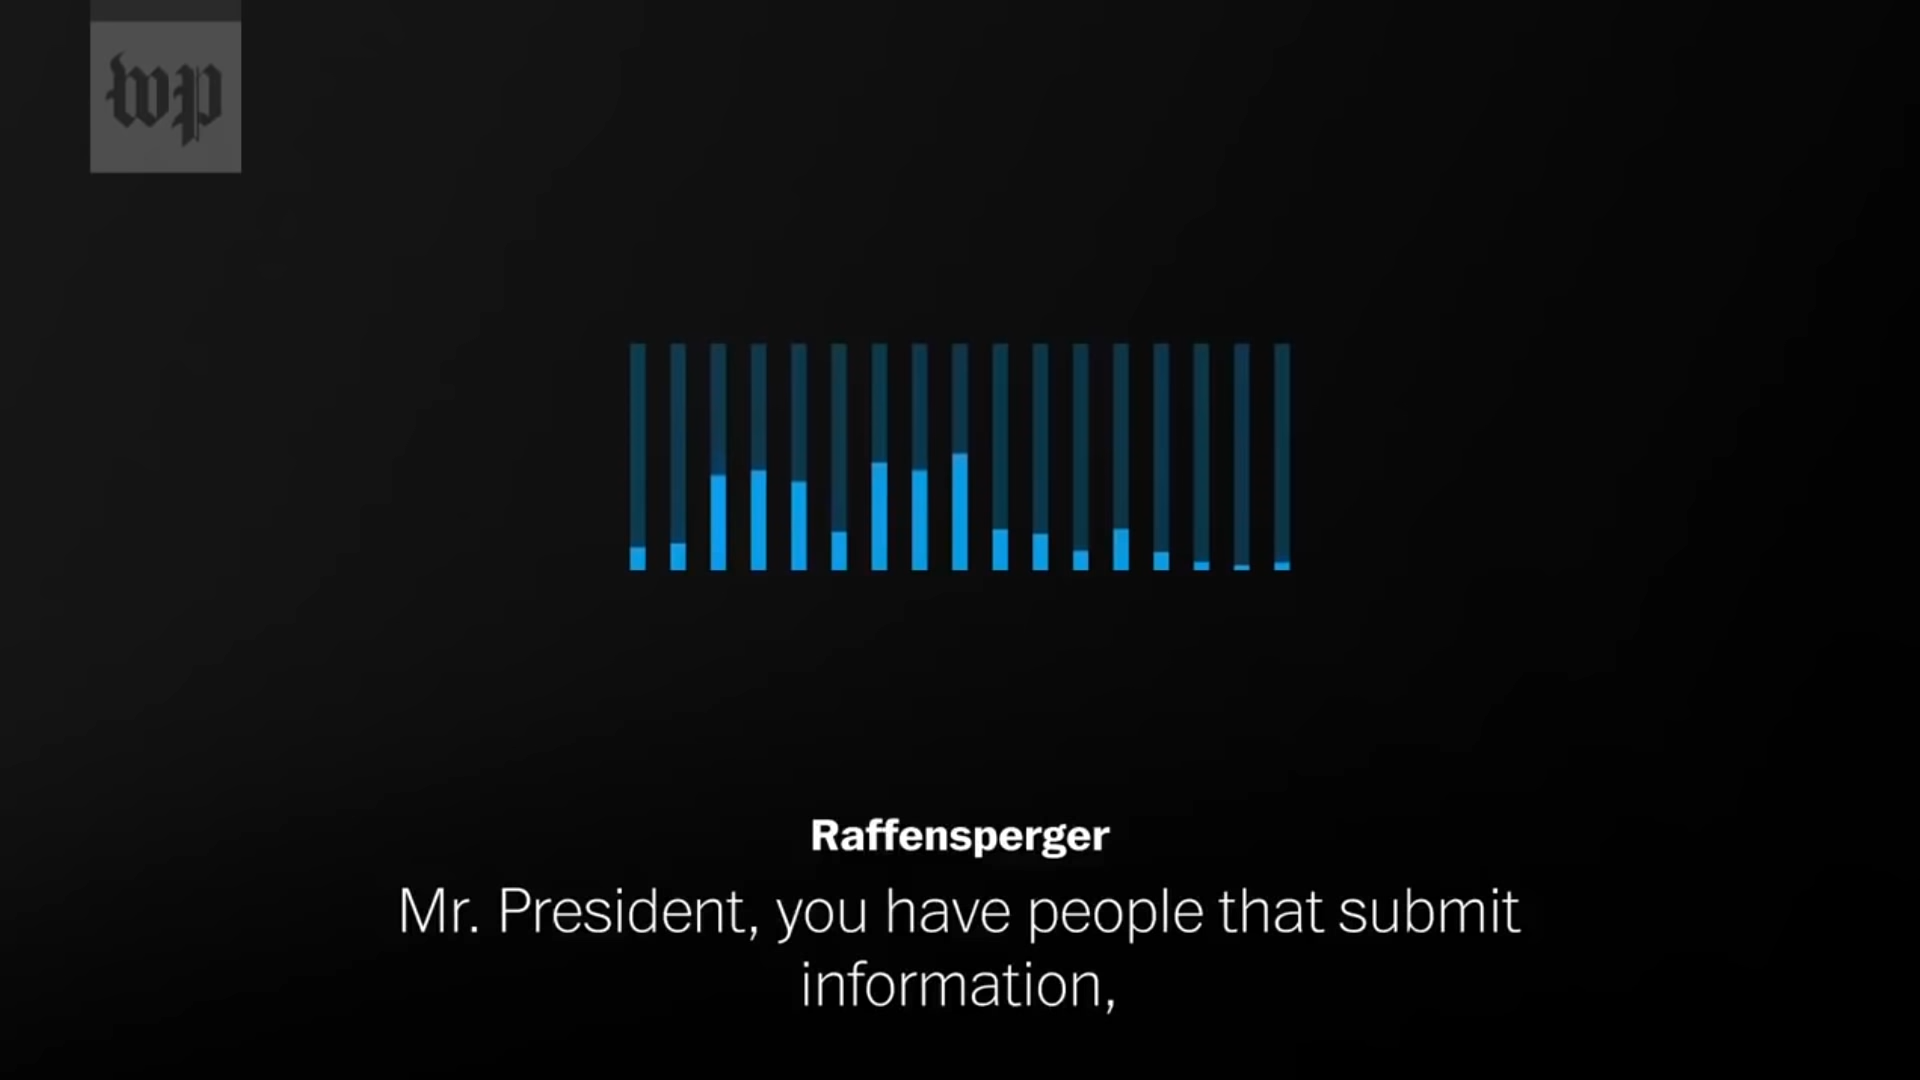 wp
Raffensperger
Mr. President, you have people that submit
information,